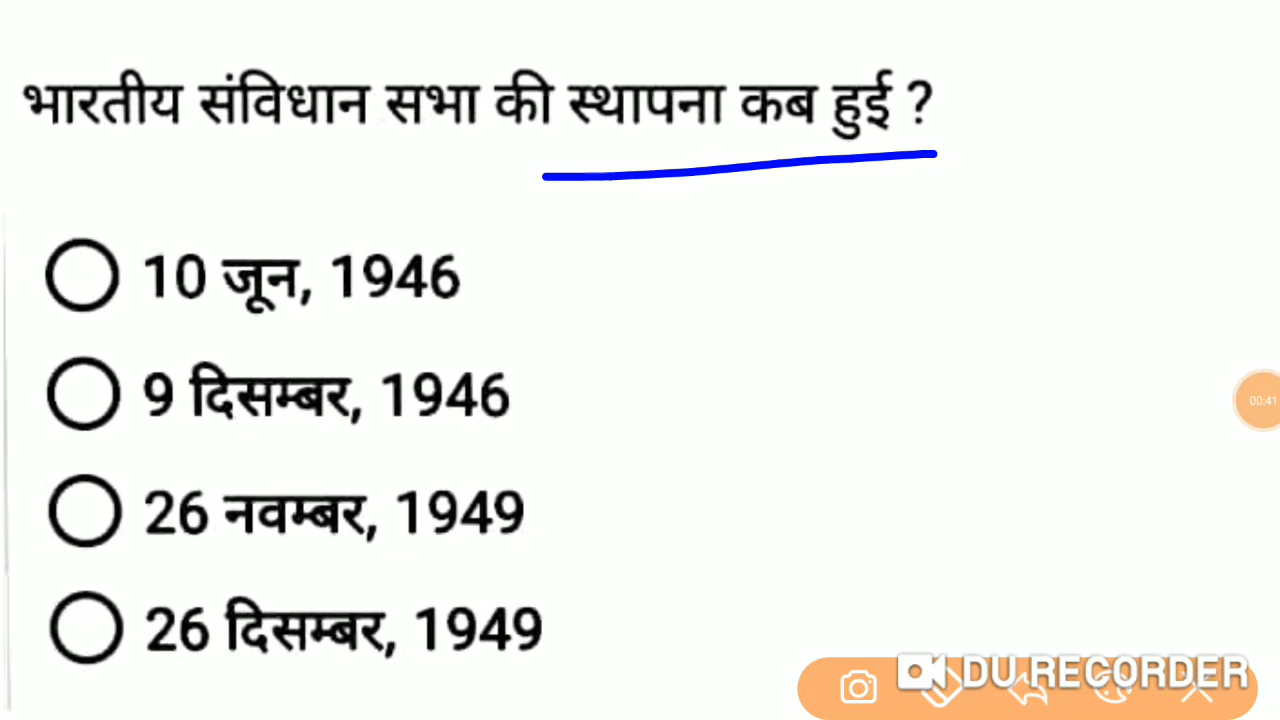 भारतीय संविधान सभा की स्थापना कब हुई ?
10 जून, 1946
9 दिसम्बर, 1946
00:41
26 नवम्बर, 1949
26 दिसम्बर, 1949
DU RECORDER